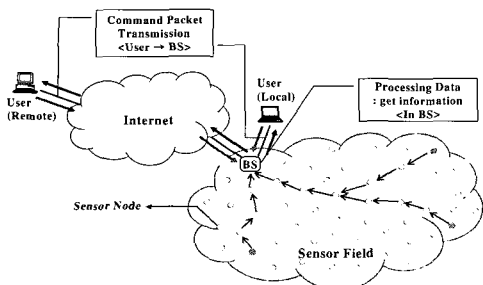 Command Packet
Transmission
<User → BS>
User
(Remote)
Internet
User
(Local)
Processing Data
: get information
<In BS>
BS
Sensor Node
Sensor Field